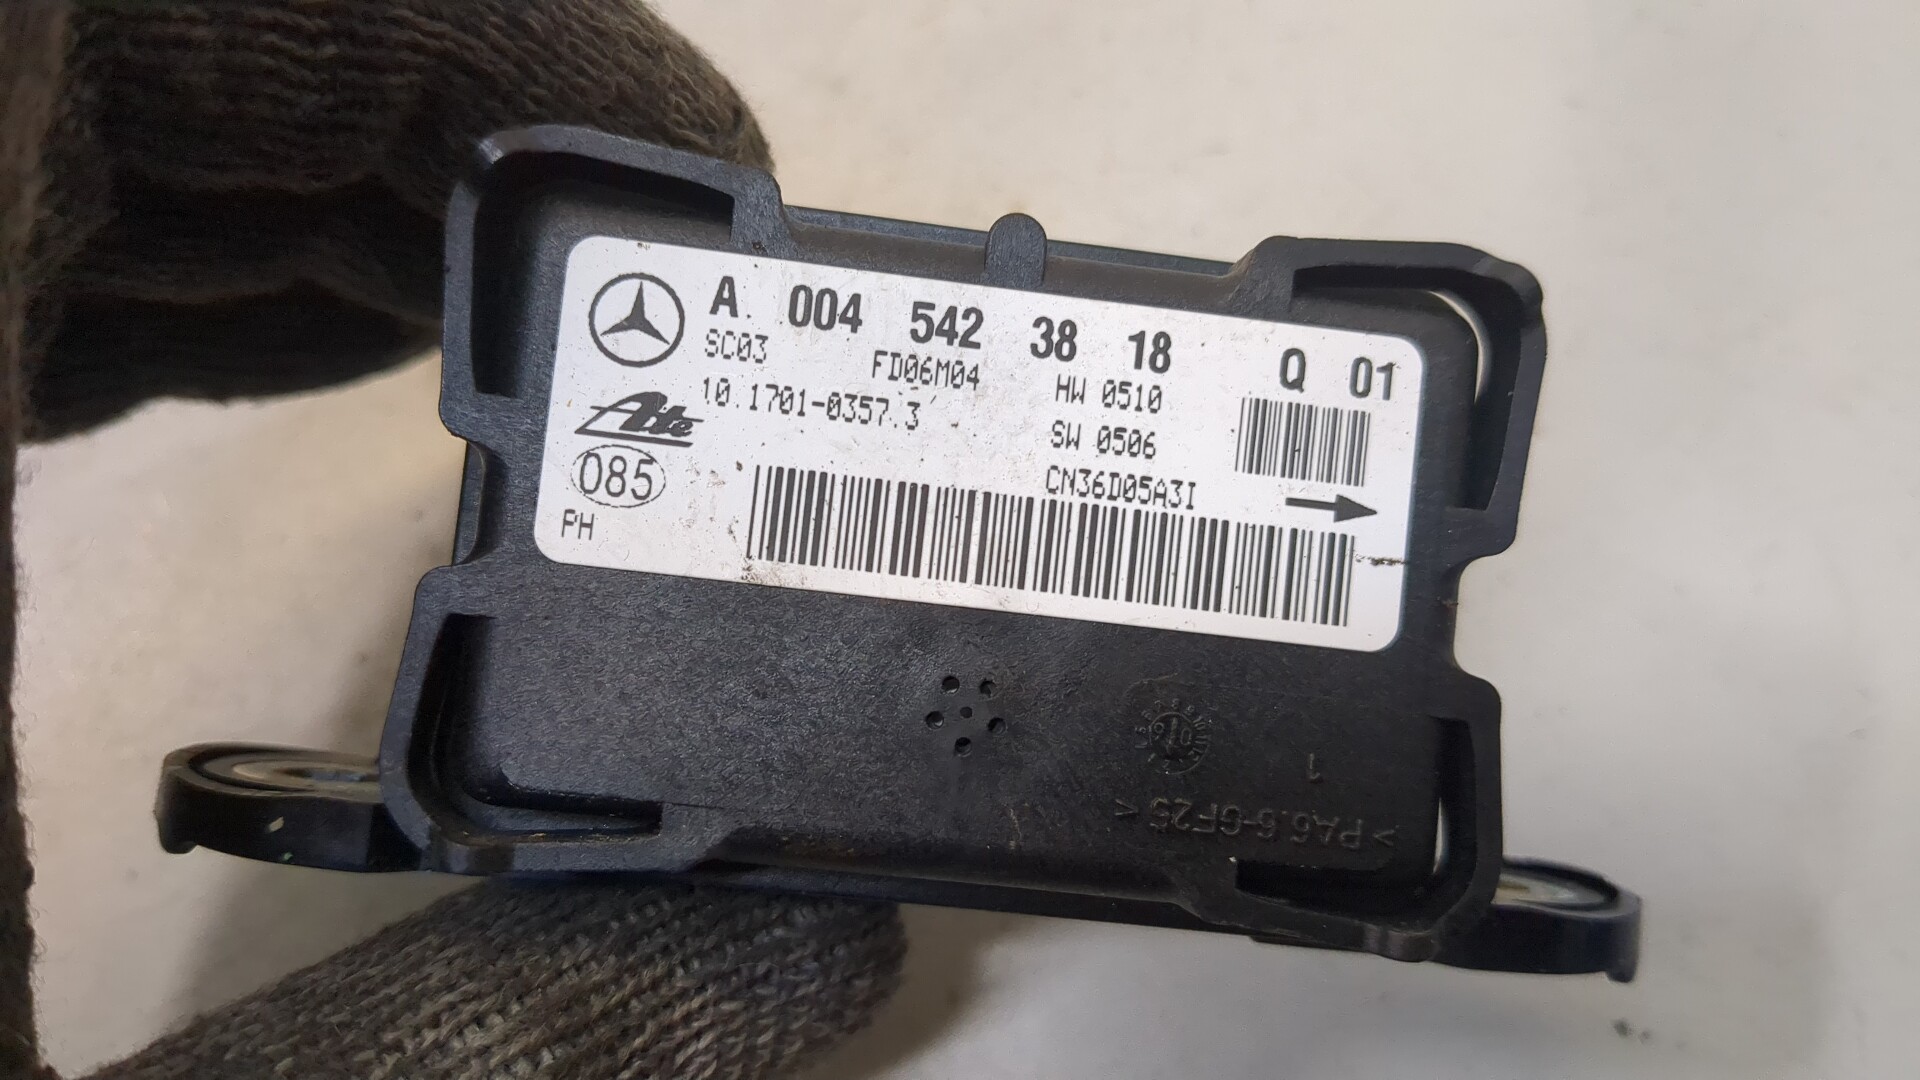 A 004 542 38 18 Q 01
SC03 FD06M04 HW 0510
10.1701-0357.3 SW 0506
Ate
085 CN36D05A3I
PH
1
>PA6.6-GF25<